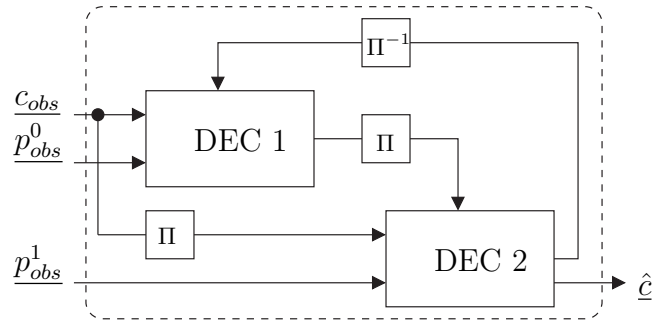 Π⁻¹
c_obs
p⁰_obs
DEC 1
Π
Π
p¹_obs
DEC 2
ĉ